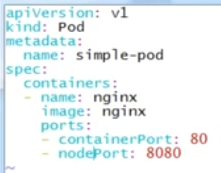 apiVersion: v1
kind: Pod
metadata:
  name: simple-pod
spec:
  containers:
  - name: nginx
    image: nginx
    ports:
    - containerPort: 80
    - nodePort: 8080
~